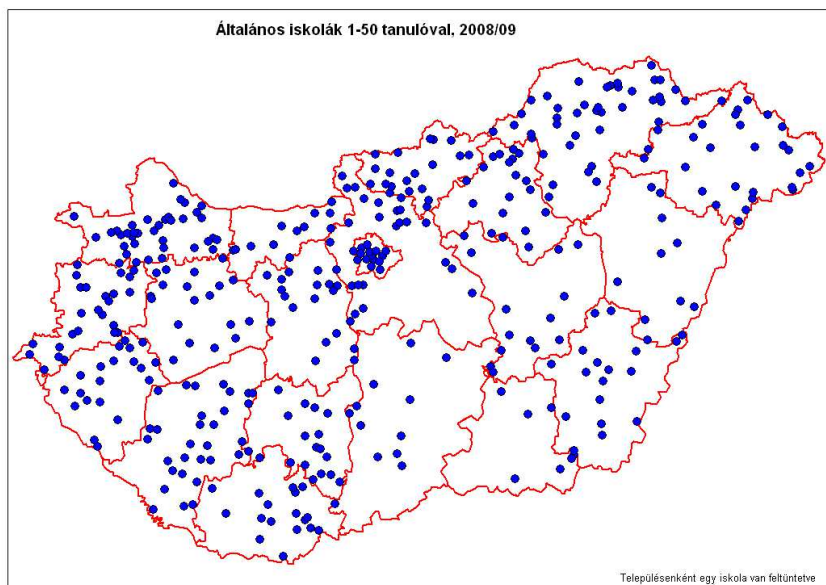 Általános iskolák 1-50 tanulóval, 2008/09
Településenként egy iskola van feltüntetve